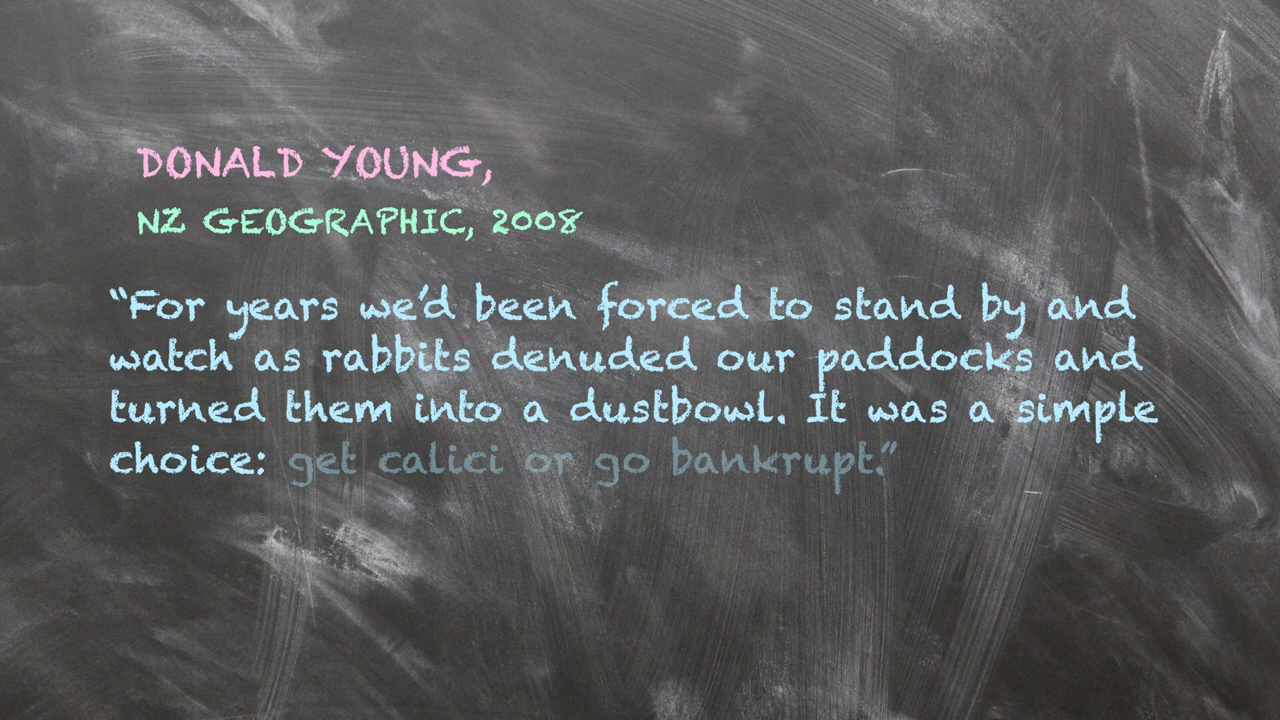 DONALD YOUNG,
NZ GEOGRAPHIC, 2008
“For years we’d been forced to stand by and
watch as rabbits denuded our paddocks and
turned them into a dustbowl. It was a simple
choice: get calici or go bankrupt.”